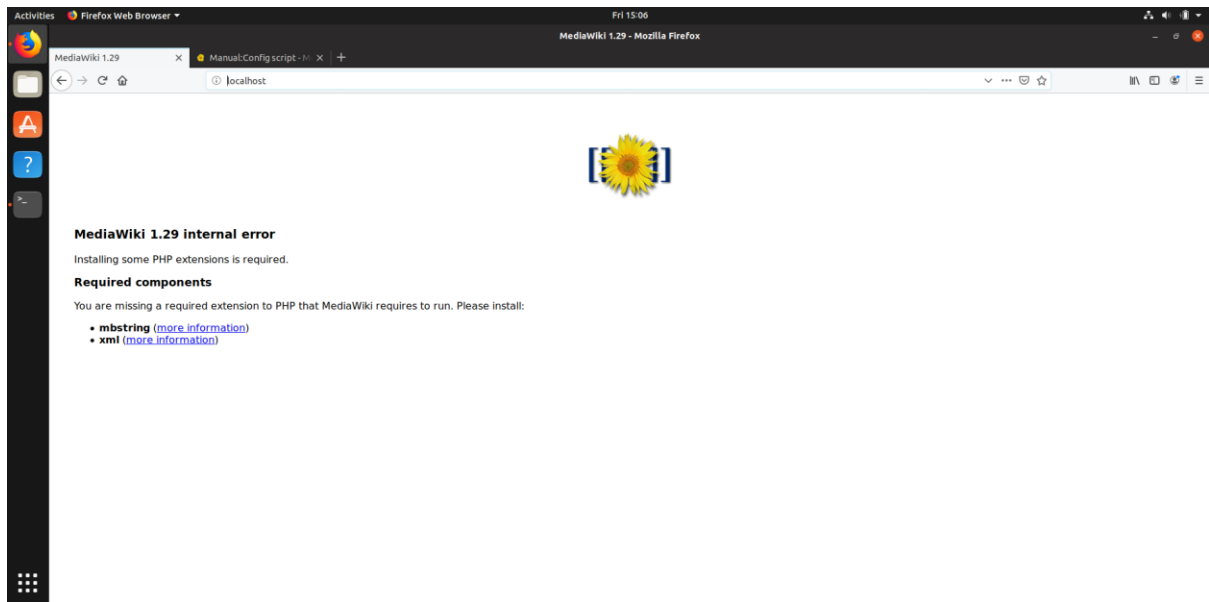 Activities Firefox Web Browser Fri 15:06
MediaWiki 1.29 - Mozilla Firefox
MediaWiki 1.29 Manual:Config script - M
localhost
MediaWiki 1.29 internal error
Installing some PHP extensions is required.
Required components
You are missing a required extension to PHP that MediaWiki requires to run. Please install:
• mbstring (more information)
• xml (more information)